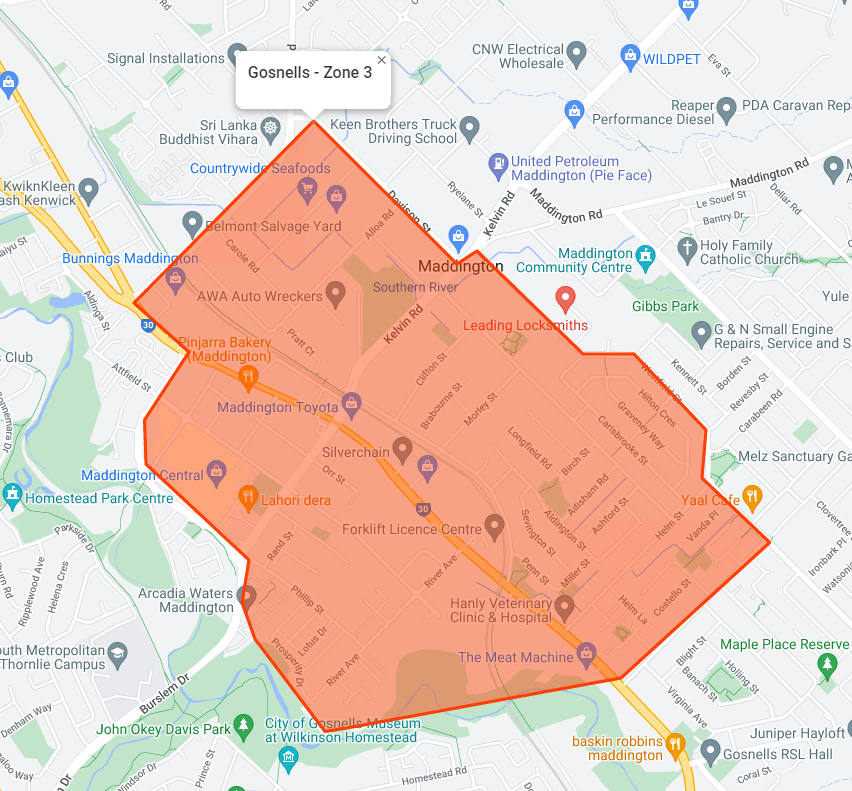 Signal Installations
CNW Electrical
Wholesale
WILDPET
Eva St
Gosnells - Zone 3
×
Reaper
Performance Diesel
PDA Caravan Repa
Sri Lanka
Buddhist Vihara
Keen Brothers Truck
Driving School
United Petroleum
Maddington (Pie Face)
Maddington Rd
Countrywide Seafoods
KwiknKleen
ash Kenwick
Ryelane St
Davison St
Kelvin Rd
Maddington Rd
Le Souef St
Dellar Rd
Bantry Dr
Alloa Rd
Belmont Salvage Yard
Carole Rd
Bunnings Maddington
Maddington
Maddington
Community Centre
Holy Family
Catholic Church
Southern River
AWA Auto Wreckers
Aldinga St
30
Kelvin Rd
Leading Locksmiths
Gibbs Park
Yule
G & N Small Engine
Repairs, Service and S
Pratt Ct
Pinjarra Bakery
(Maddington)
s Club
Attfield St
Clifton St
Brabourne St
Morley St
Westfield St
Kennett St
Borden St
Revesby St
Carabeen Rd
Hilton Cres
Graveney Way
Carisbrooke St
Maddington Toyota
Silverchain
Longfield Rd
Birch St
Melz Sanctuary Ga
Maddington Central
Orr St
Adisham Rd
Homestead Park Centre
Lahori dera
30
Yaal Cafe
Ashford St
Aldington St
Sevington St
Helm St
Vanda Pl
Clovertree
Forklift Licence Centre
Parkside Dr
Rand St
Ironbark Pl
Watsonia
Ripplewood Ave
Helena Cres
River Ave
Penn St
Miller St
Costello St
Helm La
Arcadia Waters
Maddington
Phillip St
Hanly Veterinary
Clinic & Hospital
Lotus Dr
Prosperity Dr
River Ave
outh Metropolitan
Thornlie Campus
The Meat Machine
Blight St
Maple Place Reserve
Banach St
Holling St
Burslem Dr
Virginia Ave
Denham Way
John Okey Davis Park
City of Gosnells Museum
at Wilkinson Homestead
Juniper Hayloft
baskin robbins
maddington
Gosnells RSL Hall
Prince St
Windsor Dr
Homestead Rd
Coral St